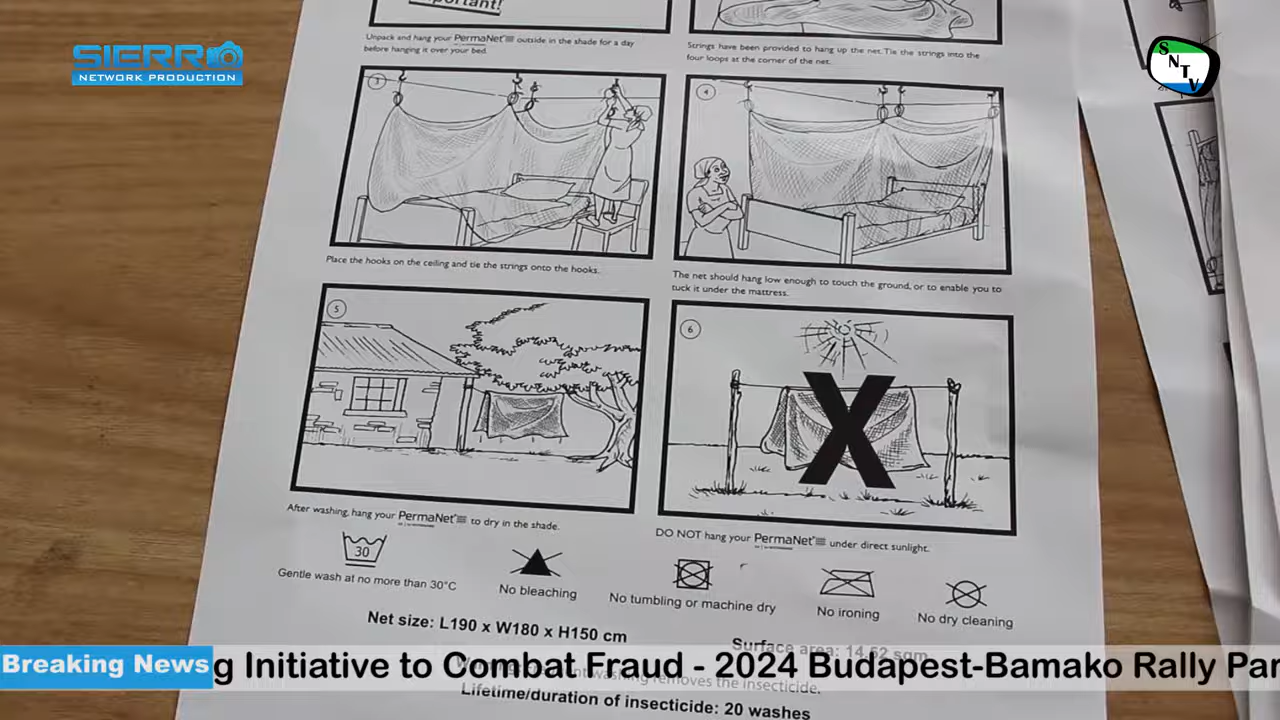 Important!
SIERRO
NETWORK PRODUCTION
SNTV
Unpack and hang your PermaNet outside in the shade for a day
before hanging it over your bed.
Strings have been provided to hang up the net. Tie the strings into the
four loops at the corner of the net.
3
4
Place the hooks on the ceiling and tie the strings onto the hooks.
The net should hang low enough to touch the ground, or to enable you to
tuck it under the mattress.
5
6
X
After washing, hang your PermaNet to dry in the shade.
DO NOT hang your PermaNet under direct sunlight.
30
Gentle wash at no more than 30°C
No bleaching
No tumbling or machine dry
No ironing
No dry cleaning
Net size: L190 x W180 x H150 cm
Surface area: 14.52 sqm
Breaking News
g Initiative to Combat Fraud - 2024 Budapest-Bamako Rally Par
washing removes the insecticide.
Lifetime/duration of insecticide: 20 washes